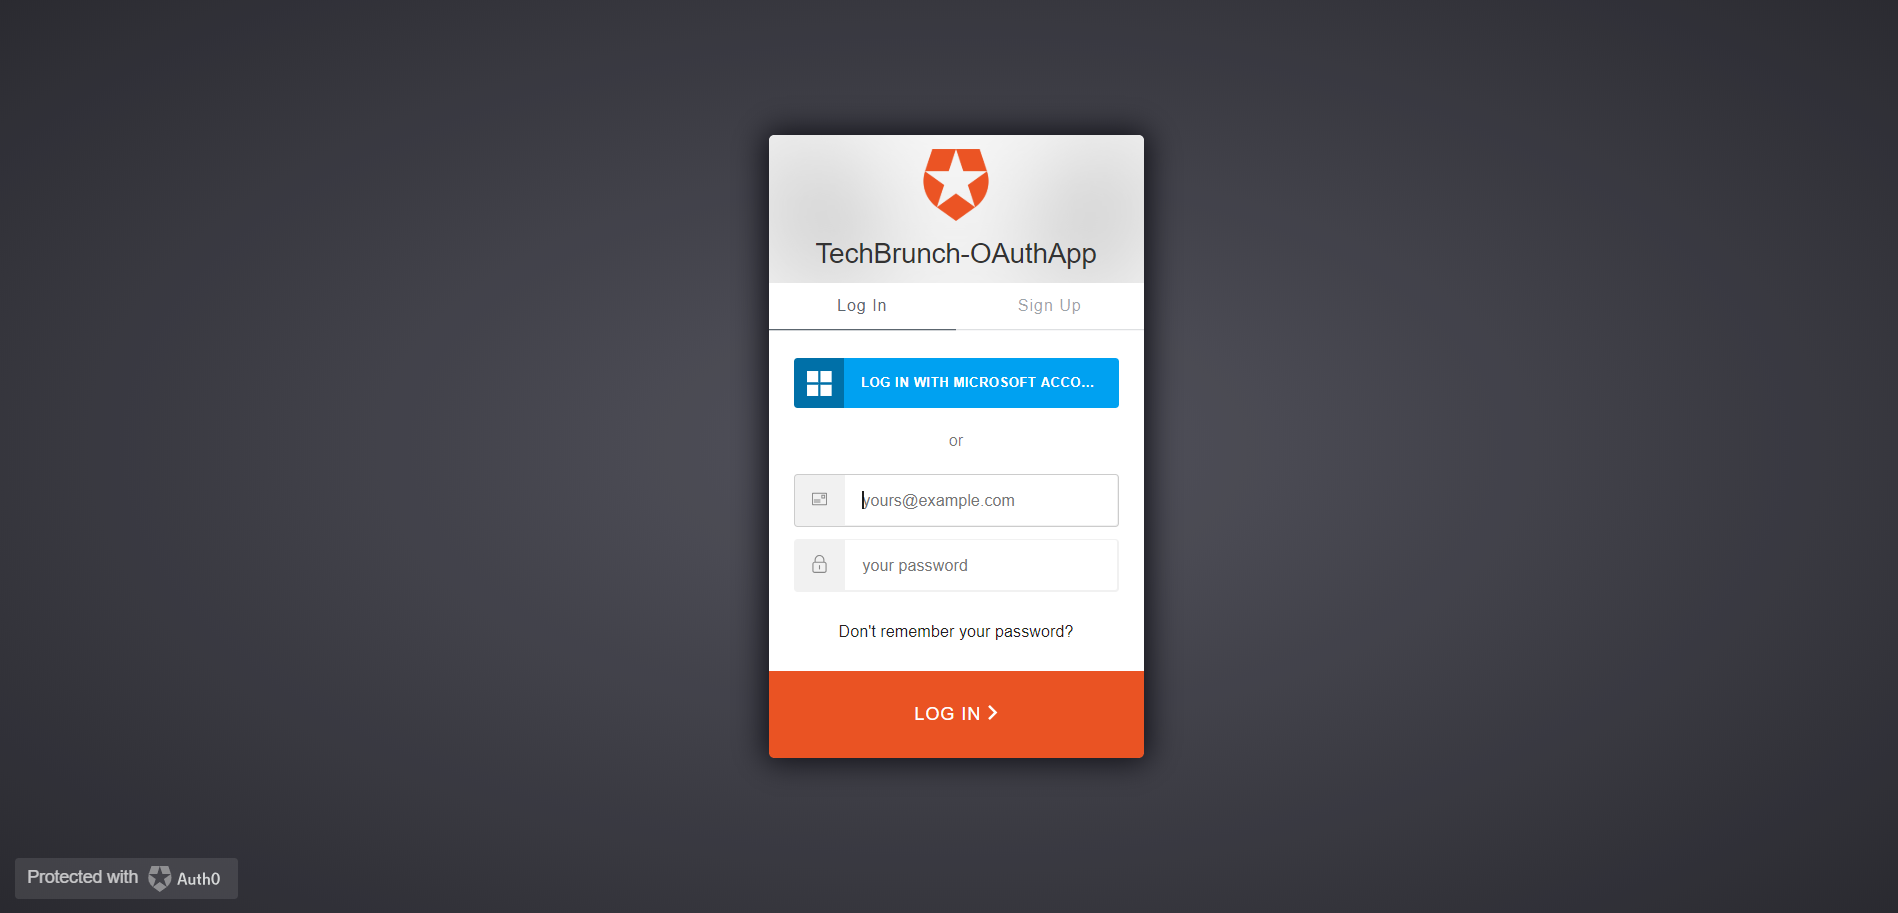 TechBrunch-OAuthApp
Log In
Sign Up
LOG IN WITH MICROSOFT ACCO...
or
yours@example.com
your password
Don't remember your password?
LOG IN
Protected with Auth0